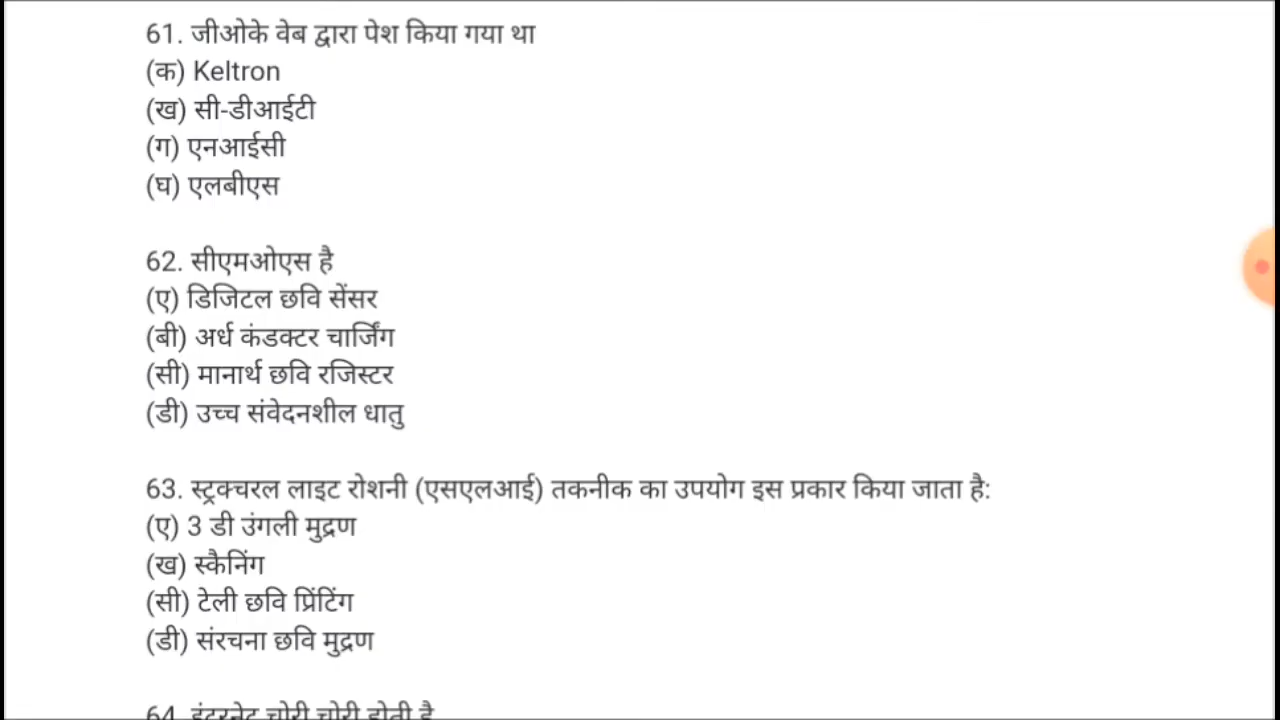 61. जीओके वेब द्वारा पेश किया गया था
(क) Keltron
(ख) सी-डीआईटी
(ग) एनआईसी
(घ) एलबीएस
62. सीएमओएस है
(ए) डिजिटल छवि सेंसर
(बी) अर्ध कंडक्टर चार्जिंग
(सी) मानार्थ छवि रजिस्टर
(डी) उच्च संवेदनशील धातु
63. स्ट्रक्चरल लाइट रोशनी (एसएलआई) तकनीक का उपयोग इस प्रकार किया जाता है:
(ए) 3 डी उंगली मुद्रण
(ख) स्कैनिंग
(सी) टेली छवि प्रिंटिंग
(डी) संरचना छवि मुद्रण
64. इंटरनेट चोरी चोरी होती है